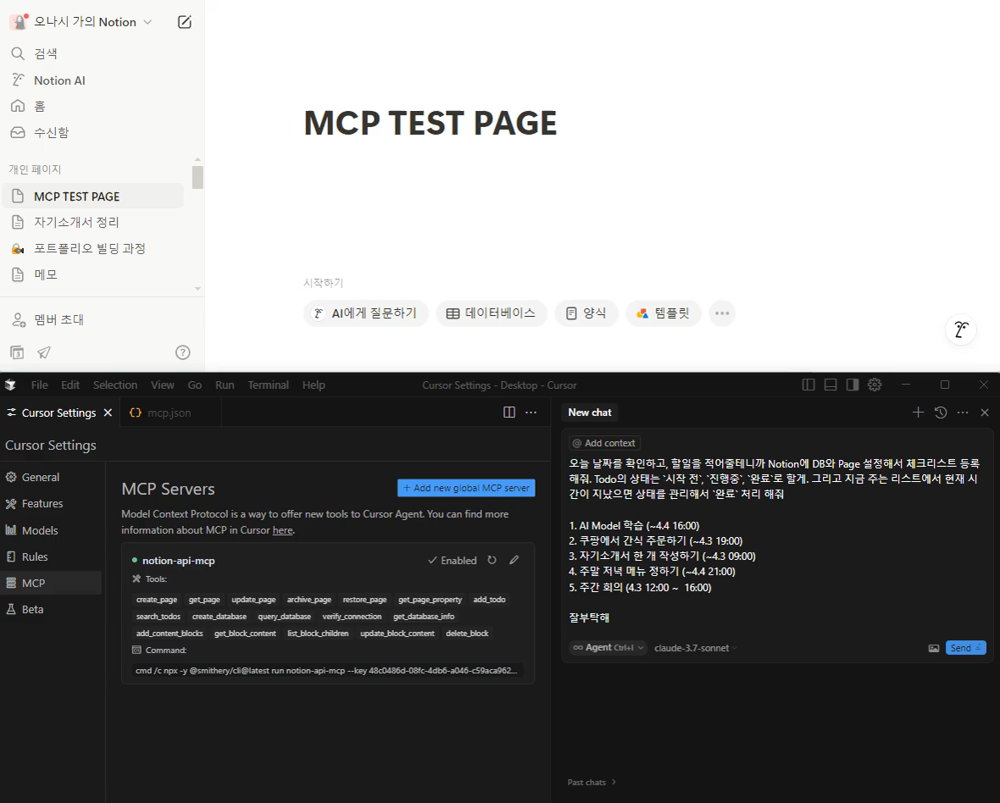 오나시 가의 Notion
검색
Notion AI
홈
수신함
개인 페이지
MCP TEST PAGE
자기소개서 정리
포트폴리오 빌딩 과정
메모
멤버 초대
3
?
MCP TEST PAGE
시작하기
AI에게 질문하기
데이터베이스
양식
템플릿
File Edit Selection View Go Run Terminal Help
Cursor Settings - Desktop - Cursor
Cursor Settings
mcp.json
Cursor Settings
General
Features
Models
Rules
MCP
Beta
MCP Servers
+ Add new global MCP server
Model Context Protocol is a way to offer new tools to Cursor Agent. You can find more
information about MCP in Cursor here.
notion-api-mcp
Enabled
Tools:
create_page get_page update_page archive_page restore_page get_page_property add_todo
search_todos create_database query_database verify_connection get_database_info
add_content_blocks get_block_content list_block_children update_block_content delete_block
Command:
cmd /c npx -y @smithery/cli@latest run notion-api-mcp --key 48c0486d-08fc-4db6-a046-c59aca962...
New chat
@ Add context
오늘 날짜를 확인하고, 할일을 적어줄테니까 Notion에 DB와 Page 설정해서 체크리스트 등록
해줘. Todo의 상태는 `시작 전`, `진행중`, `완료`로 할게. 그리고 지금 주는 리스트에서 현재 시
간이 지났으면 상태를 관리해서 `완료` 처리 해줘
1. AI Model 학습 (~4.4 16:00)
2. 쿠팡에서 간식 주문하기 (~4.3 19:00)
3. 자기소개서 한 개 작성하기 (~4.3 09:00)
4. 주말 저녁 메뉴 정하기 (~4.4 21:00)
5. 주간 회의 (4.3 12:00 ~ 16:00)
잘부탁해
Agent Ctrl+I
claude-3.7-sonnet
Send
Past chats